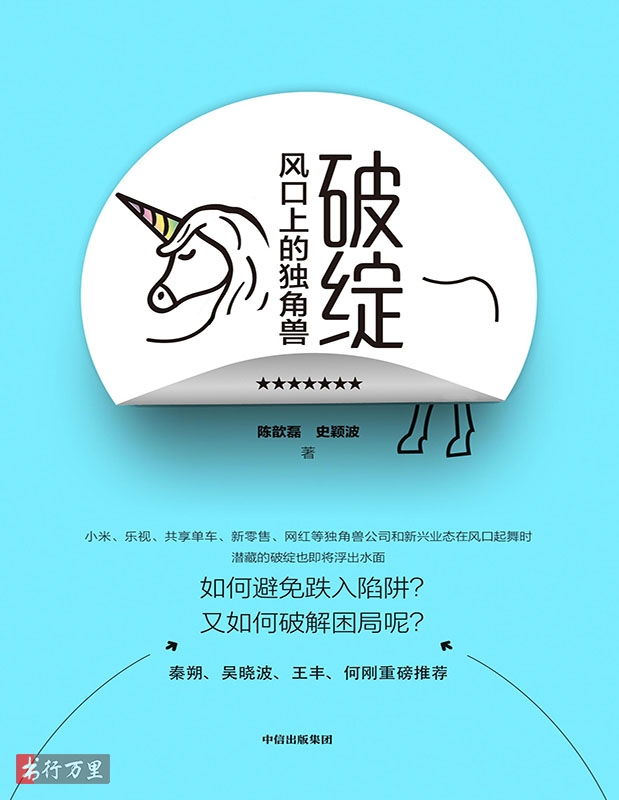 破绽
风口上的独角兽
★★★★★★★
陈歆磊 史颖波
著
小米、乐视、共享单车、新零售、网红等独角兽公司和新兴业态在风口起舞时
潜藏的破绽也即将浮出水面
如何避免跌入陷阱?
又如何破解困局呢?
秦朔、吴晓波、王丰、何刚重磅推荐
中信出版集团
书行万里